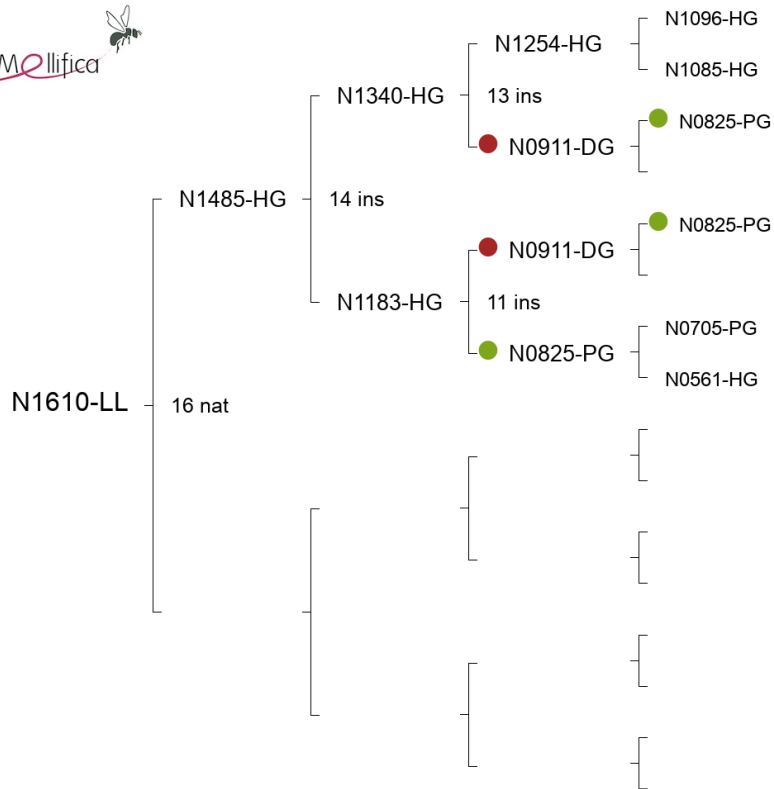 Mellifica
N1096-HG
N1254-HG
N1085-HG
N1340-HG
13 ins
N0825-PG
N0911-DG
N1485-HG
14 ins
N0825-PG
N0911-DG
N1183-HG
11 ins
N0705-PG
N0825-PG
N0561-HG
N1610-LL
16 nat